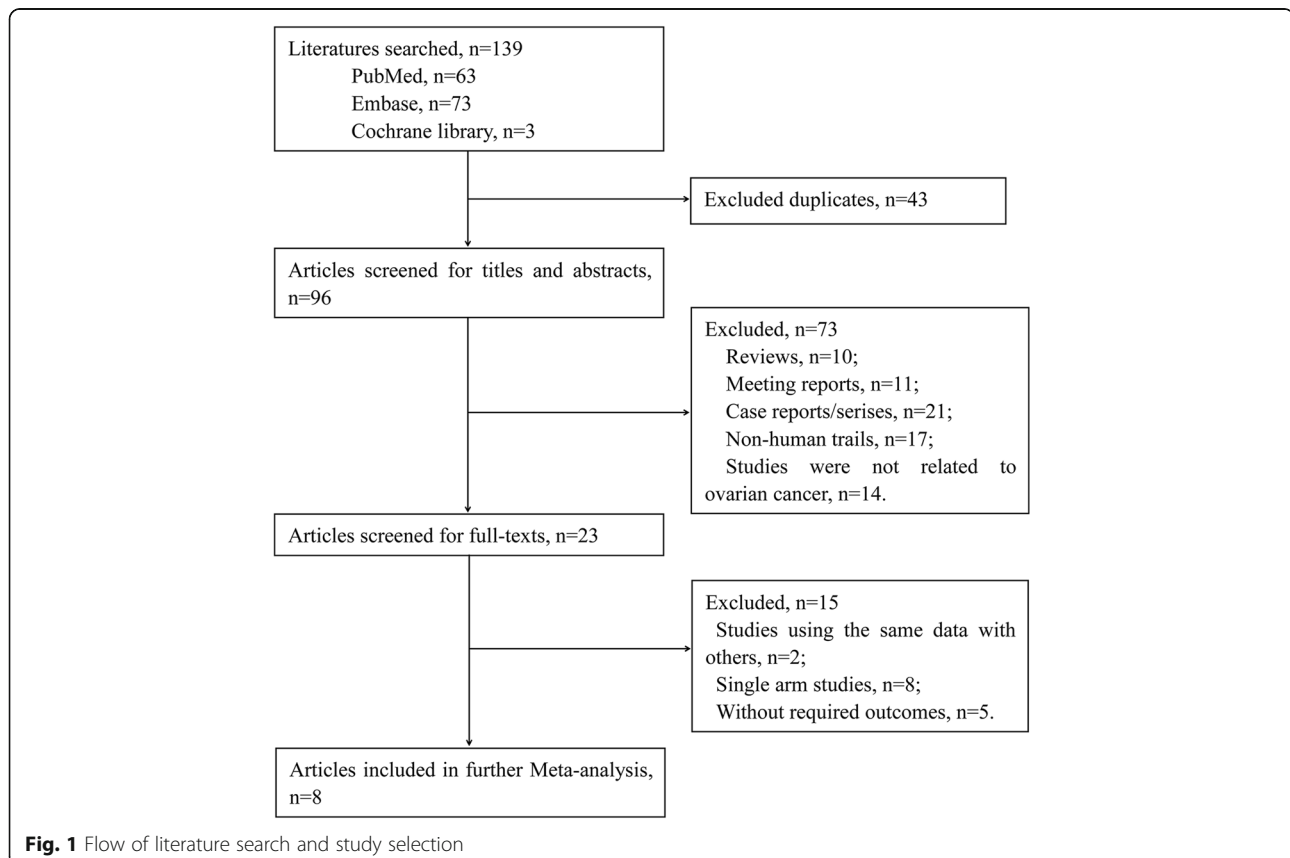 Literatures searched, n=139
PubMed, n=63
Embase, n=73
Cochrane library, n=3
Excluded duplicates, n=43
Articles screened for titles and abstracts,
n=96
Excluded, n=73
Reviews, n=10;
Meeting reports, n=11;
Case reports/serises, n=21;
Non-human trails, n=17;
Studies were not related to
ovarian cancer, n=14.
Articles screened for full-texts, n=23
Excluded, n=15
Studies using the same data with
others, n=2;
Single arm studies, n=8;
Without required outcomes, n=5.
Articles included in further Meta-analysis,
n=8
Fig. 1 Flow of literature search and study selection